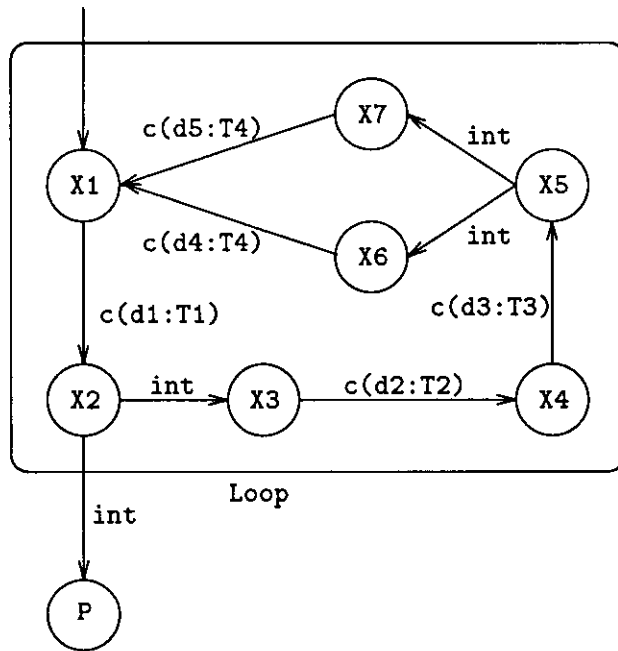 X7
c(d5:T4)
int
X1
X5
c(d4:T4)
X6
int
c(d1:T1)
c(d3:T3)
int
c(d2:T2)
X2
X3
X4
Loop
int
P